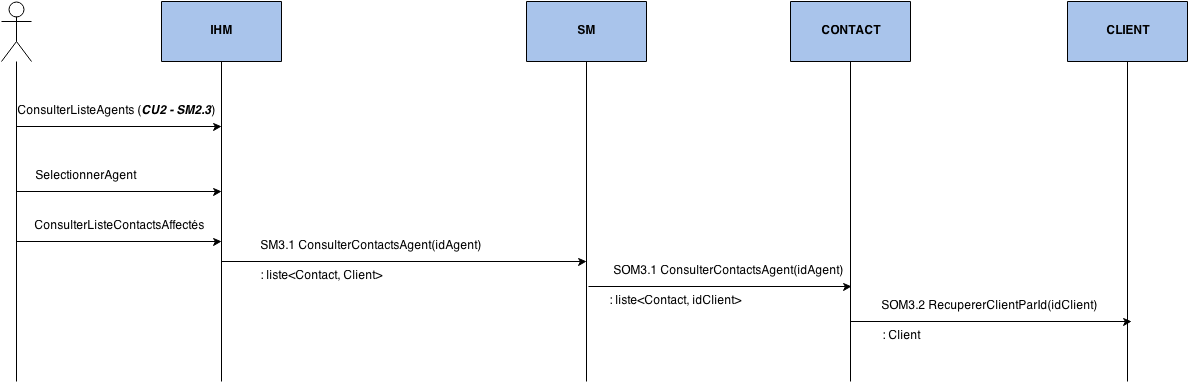 IHM
SM
CONTACT
CLIENT
ConsulterListeAgents (CU2 - SM2.3)
SelectionnerAgent
ConsulterListeContactsAffectés
SM3.1 ConsulterContactsAgent(idAgent)
: liste<Contact, Client>
SOM3.1 ConsulterContactsAgent(idAgent)
: liste<Contact, idClient>
SOM3.2 RecupererClientParId(idClient)
: Client